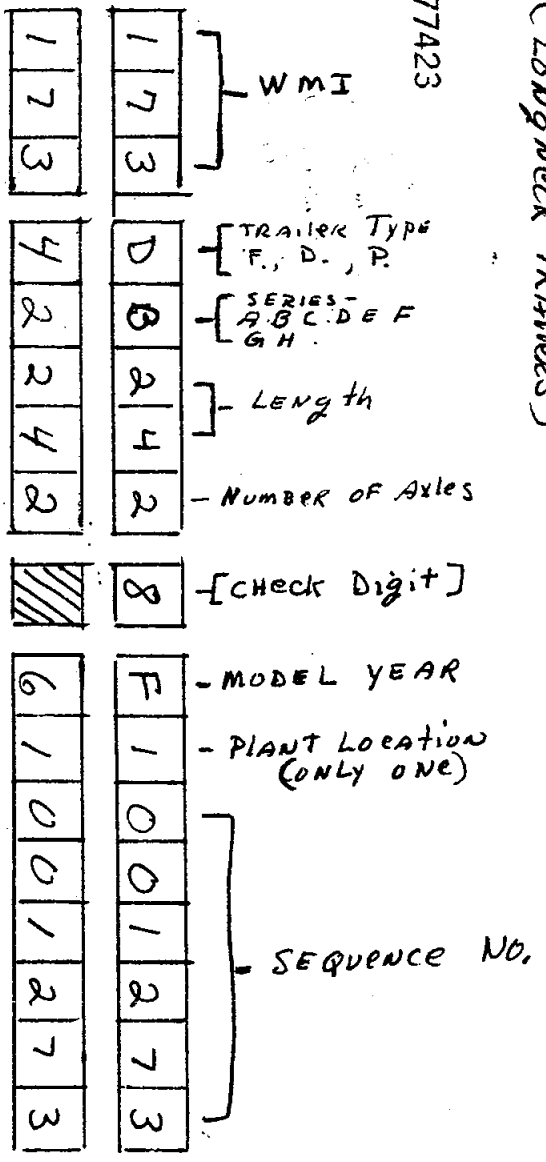 (LONGNECK TRAILERS)
77423
1 1
7 7 WMI
3 3
4 D TRAILER Type
F., D., P.
2 B SERIES-
A B C D E F
G H.
2 2
4 4 LENgth
2 2 - NUMBER OF AxLes
8 -[CHeck Digit]
6 F - MODEL YEAR
1 1 - PLANT LOCATION
(ONLY ONE)
0 0
0 0
1 1
2 2 SEQUENCE NO.
7 7
3 3